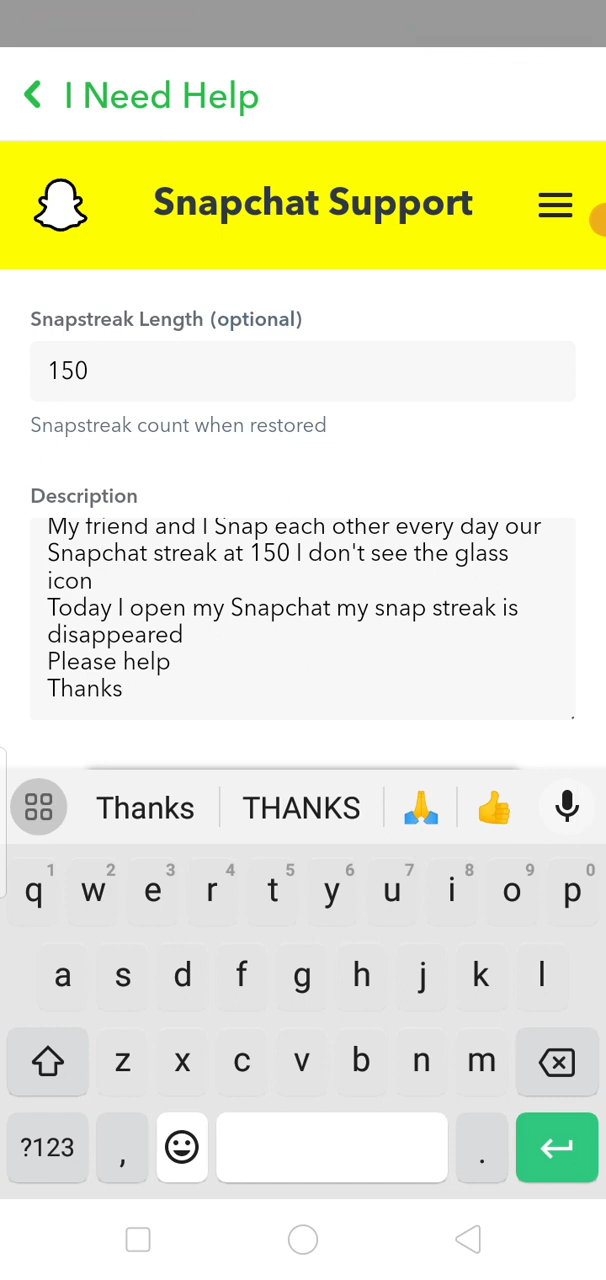 I Need Help
Snapchat Support
Snapstreak Length (optional)
150
Snapstreak count when restored
Description
My friend and I Snap each other every day our
Snapchat streak at 150 I don't see the glass
icon
Today I open my Snapchat my snap streak is
disappeared
Please help
Thanks
Thanks THANKS
1 2 3 4 5 6 7 8 9 0
q w e r t y u i o p
a s d f g h j k l
z x c v b n m
?123 , .